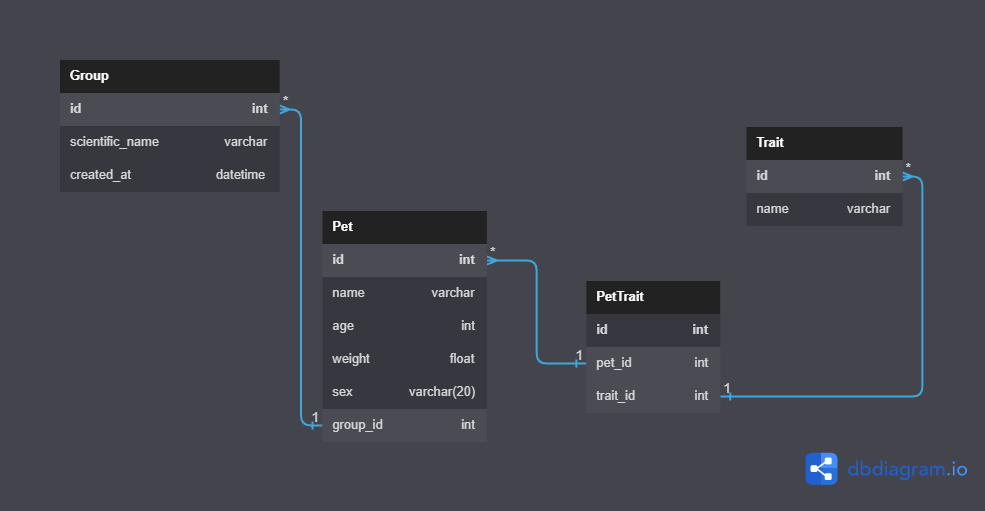 Group
id int
scientific_name varchar
created_at datetime
*
Trait
id int
name varchar
*
Pet
id int
name varchar
age int
weight float
sex varchar(20)
group_id int
*
1
PetTrait
id int
pet_id int
trait_id int
1
1
dbdiagram.io